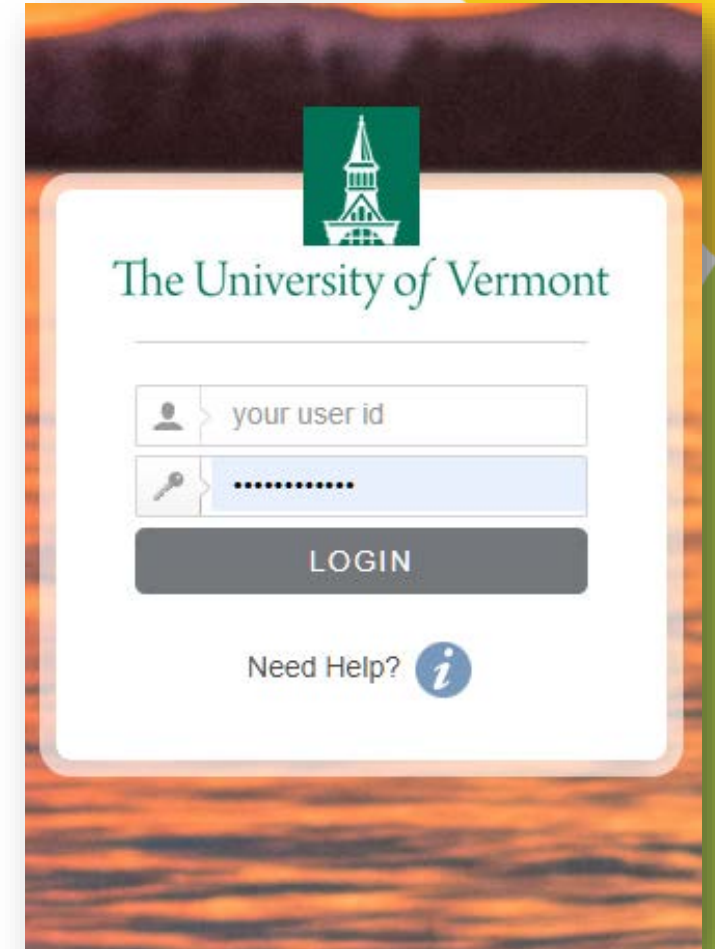 The University of Vermont
your user id
••••••••••••
LOGIN
Need Help? i